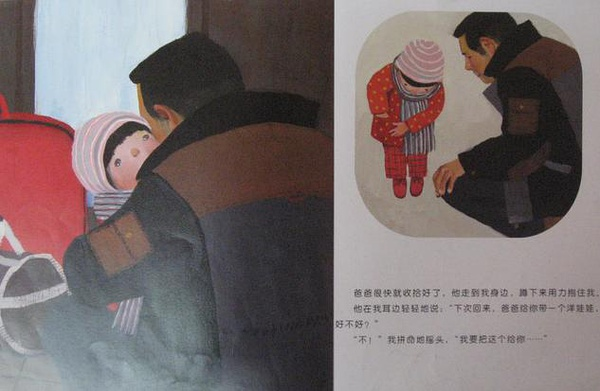 爸爸很快就收拾好了，他走到我身边，蹲下来用力抱住我，
他在我耳边轻轻地说：“下次回来，爸爸给你带一个洋娃娃，
好不好？”
“不！”我拼命地摇头，“我要把这个给你……”